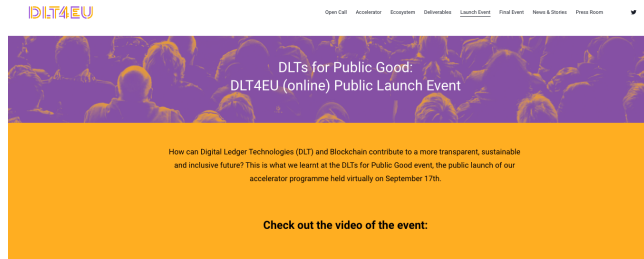 DLT4EU
Open Call Accelerator Ecosystem Deliverables Launch Event Final Event News & Stories Press Room
DLTs for Public Good:
DLT4EU (online) Public Launch Event
How can Digital Ledger Technologies (DLT) and Blockchain contribute to a more transparent, sustainable
and inclusive future? This is what we learnt at the DLTs for Public Good event, the public launch of our
accelerator programme held virtually on September 17th.
Check out the video of the event: